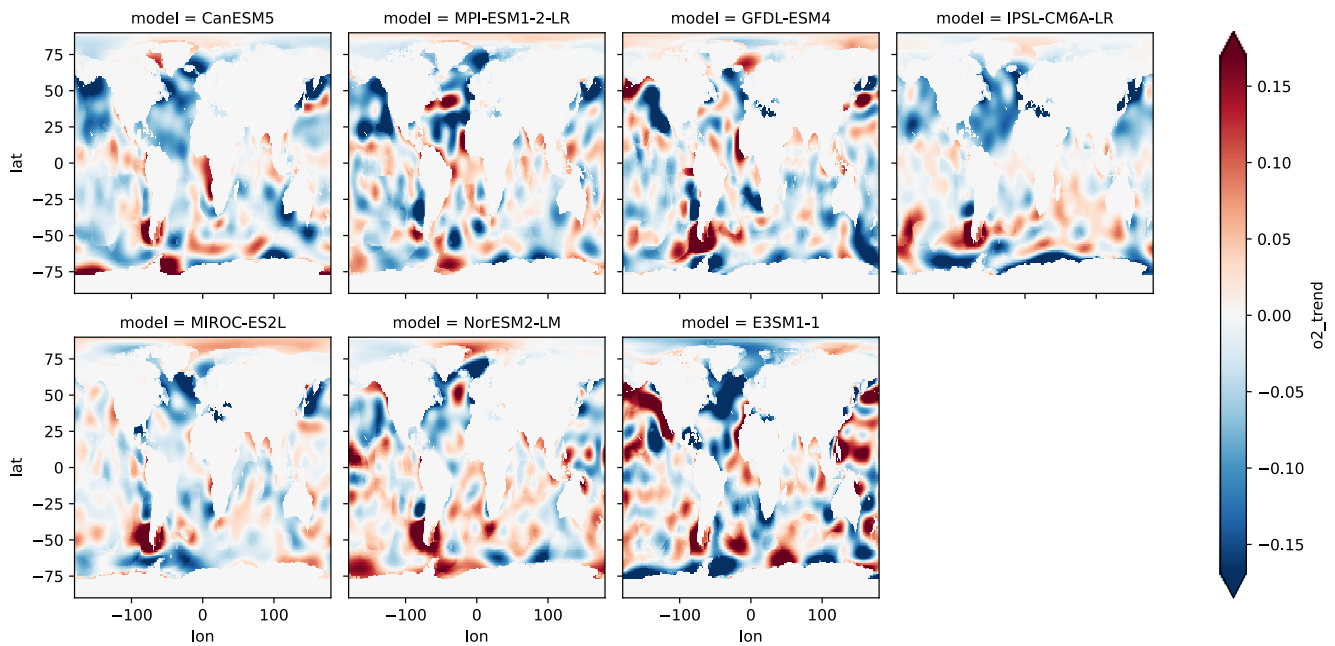 model = CanESM5
model = MPI-ESM1-2-LR
model = GFDL-ESM4
model = IPSL-CM6A-LR
75
50
25
0
−25
−50
−75
lat
0.15
0.10
0.05
0.00
−0.05
−0.10
−0.15
o2_trend
model = MIROC-ES2L
model = NorESM2-LM
model = E3SM1-1
75
50
25
0
−25
−50
−75
lat
−100 0 100
−100 0 100
−100 0 100
lon
lon
lon